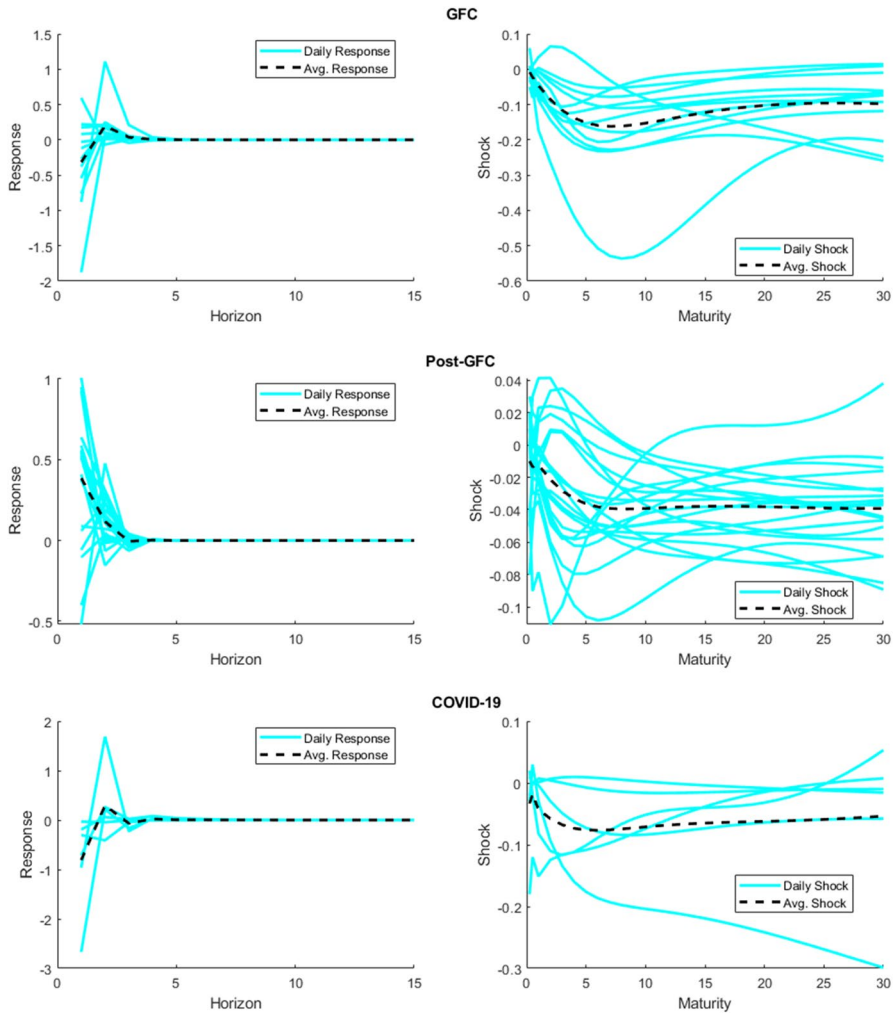 GFC
1.5
1
0.5
0
-0.5
-1
-1.5
-2
Response
0 5 10 15
Horizon
Daily Response
Avg. Response
0.1
0
-0.1
-0.2
-0.3
-0.4
-0.5
-0.6
Shock
0 5 10 15 20 25 30
Maturity
Daily Shock
Avg. Shock
Post-GFC
1
0.5
0
-0.5
Response
0 5 10 15
Horizon
Daily Response
Avg. Response
0.04
0.02
0
-0.02
-0.04
-0.06
-0.08
-0.1
Shock
0 5 10 15 20 25 30
Maturity
Daily Shock
Avg. Shock
COVID-19
2
1
0
-1
-2
-3
Response
0 5 10 15
Horizon
Daily Response
Avg. Response
0.1
0
-0.1
-0.2
-0.3
Shock
0 5 10 15 20 25 30
Maturity
Daily Shock
Avg. Shock